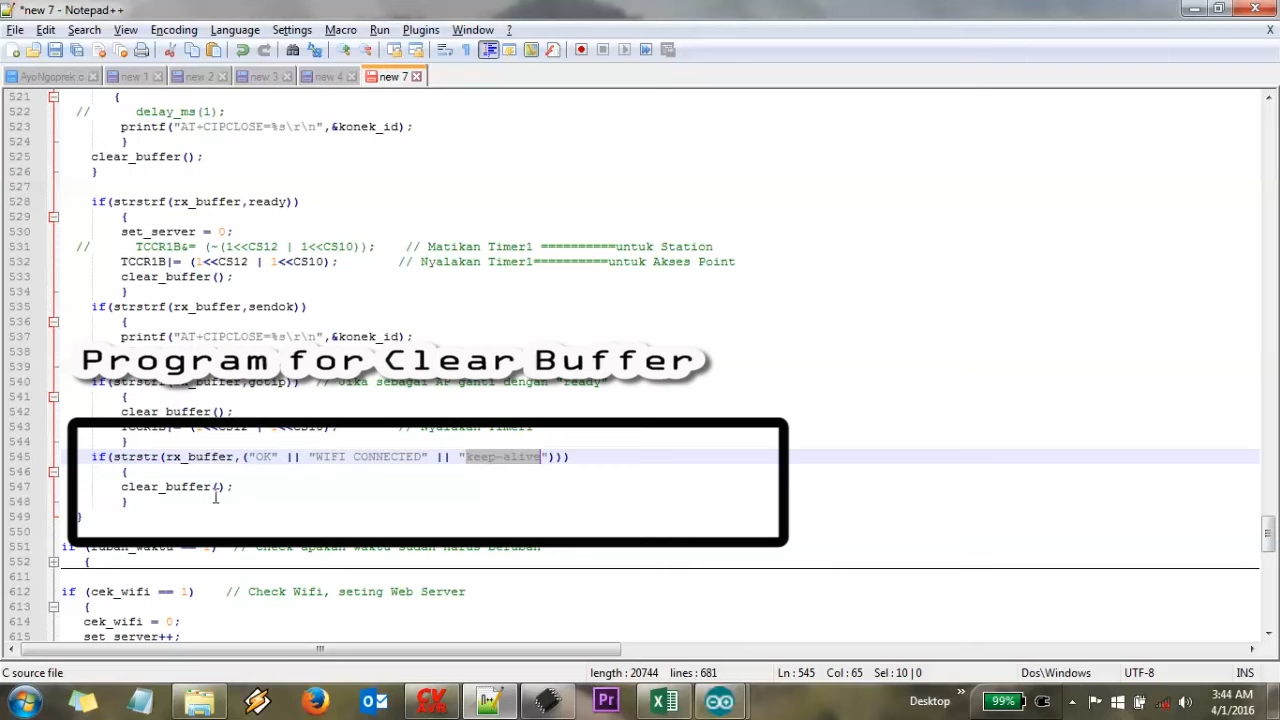 *new 7 - Notepad++
File Edit Search View Encoding Language Settings Macro Run Plugins Window ? X
AyoNgoprek.c new 1 new 2 new 3 new 4 new 7
521 {
522 // delay_ms(1);
523 printf("AT+CIPCLOSE=%s\r\n",&konek_id);
524 }
525 clear_buffer();
526 }
527
528 if(strstrf(rx_buffer,ready))
529 {
530 set_server = 0;
531 // TCCR1B&= (~(1<<CS12 | 1<<CS10)); // Matikan Timer1 ==========untuk Station
532 TCCR1B|= (1<<CS12 | 1<<CS10); // Nyalakan Timer1==========untuk Akses Point
533 clear_buffer();
534 }
535 if(strstrf(rx_buffer,sendok))
536 {
537 printf("AT+CIPCLOSE=%s\r\n",&konek_id);
538
Program for Clear Buffer
540 if(strstrf(rx_buffer,gotip)) // Jika sebagai AP ganti dengan "ready"
541 {
542 clear_buffer();
543 TCCR1B|= (1<<CS12 | 1<<CS10); // Nyalakan Timer1
544 }
545 if(strstr(rx_buffer,("OK" || "WIFI CONNECTED" || "keep-alive")))
546 {
547 clear_buffer();
548 }
549 }
550
551 if (rubah_waktu == 1) // Check apakah waktu sudah harus berubah
552 {
611
612 if (cek_wifi == 1) // Check Wifi, seting Web Server
613 {
614 cek_wifi = 0;
615 set_server++;
C source file length : 20744 lines : 681 Ln : 545 Col : 65 Sel : 10 | 0 Dos\Windows UTF-8 INS
CV AVR Pr Desktop » 99% 3:44 AM
4/1/2016